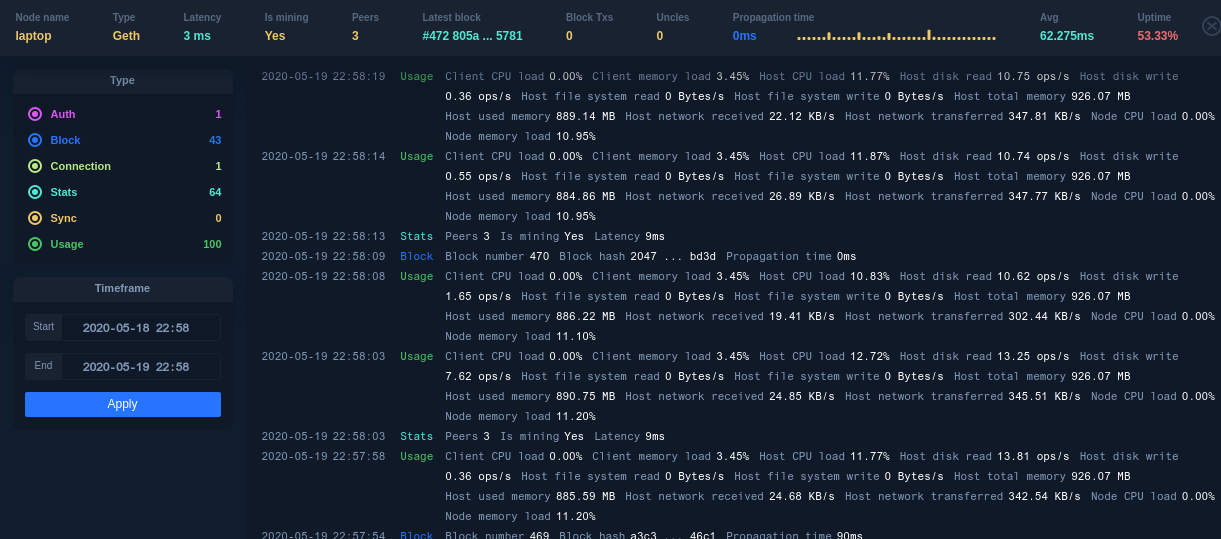 Node name Type Latency Is mining Peers Latest block Block Txs Uncles Propagation time Avg Uptime
laptop Geth 3 ms Yes 3 #472 805a ... 5781 0 0 0ms 62.275ms 53.33%
Type
Auth 1
Block 43
Connection 1
Stats 64
Sync 0
Usage 100
Timeframe
Start 2020-05-18 22:58
End 2020-05-19 22:58
Apply
2020-05-19 22:58:19 Usage Client CPU load 0.00% Client memory load 3.45% Host CPU load 11.77% Host disk read 10.75 ops/s Host disk write
0.36 ops/s Host file system read 0 Bytes/s Host file system write 0 Bytes/s Host total memory 926.07 MB
Host used memory 889.14 MB Host network received 22.12 KB/s Host network transferred 347.81 KB/s Node CPU load 0.00%
Node memory load 10.95%
2020-05-19 22:58:14 Usage Client CPU load 0.00% Client memory load 3.45% Host CPU load 11.87% Host disk read 10.74 ops/s Host disk write
0.55 ops/s Host file system read 0 Bytes/s Host file system write 0 Bytes/s Host total memory 926.07 MB
Host used memory 884.86 MB Host network received 26.89 KB/s Host network transferred 347.77 KB/s Node CPU load 0.00%
Node memory load 10.95%
2020-05-19 22:58:13 Stats Peers 3 Is mining Yes Latency 9ms
2020-05-19 22:58:09 Block Block number 470 Block hash 2047 ... bd3d Propagation time 0ms
2020-05-19 22:58:08 Usage Client CPU load 0.00% Client memory load 3.45% Host CPU load 10.83% Host disk read 10.62 ops/s Host disk write
1.65 ops/s Host file system read 0 Bytes/s Host file system write 0 Bytes/s Host total memory 926.07 MB
Host used memory 886.22 MB Host network received 19.41 KB/s Host network transferred 302.44 KB/s Node CPU load 0.00%
Node memory load 11.10%
2020-05-19 22:58:03 Usage Client CPU load 0.00% Client memory load 3.45% Host CPU load 12.72% Host disk read 13.25 ops/s Host disk write
7.62 ops/s Host file system read 0 Bytes/s Host file system write 0 Bytes/s Host total memory 926.07 MB
Host used memory 890.75 MB Host network received 24.85 KB/s Host network transferred 345.51 KB/s Node CPU load 0.00%
Node memory load 11.20%
2020-05-19 22:58:03 Stats Peers 3 Is mining Yes Latency 9ms
2020-05-19 22:57:58 Usage Client CPU load 0.00% Client memory load 3.45% Host CPU load 11.77% Host disk read 13.81 ops/s Host disk write
0.36 ops/s Host file system read 0 Bytes/s Host file system write 0 Bytes/s Host total memory 926.07 MB
Host used memory 885.59 MB Host network received 24.68 KB/s Host network transferred 342.54 KB/s Node CPU load 0.00%
Node memory load 11.20%
2020-05-19 22:57:54 Block Block number 469 Block hash a3c3 ... 46c1 Propagation time 90ms